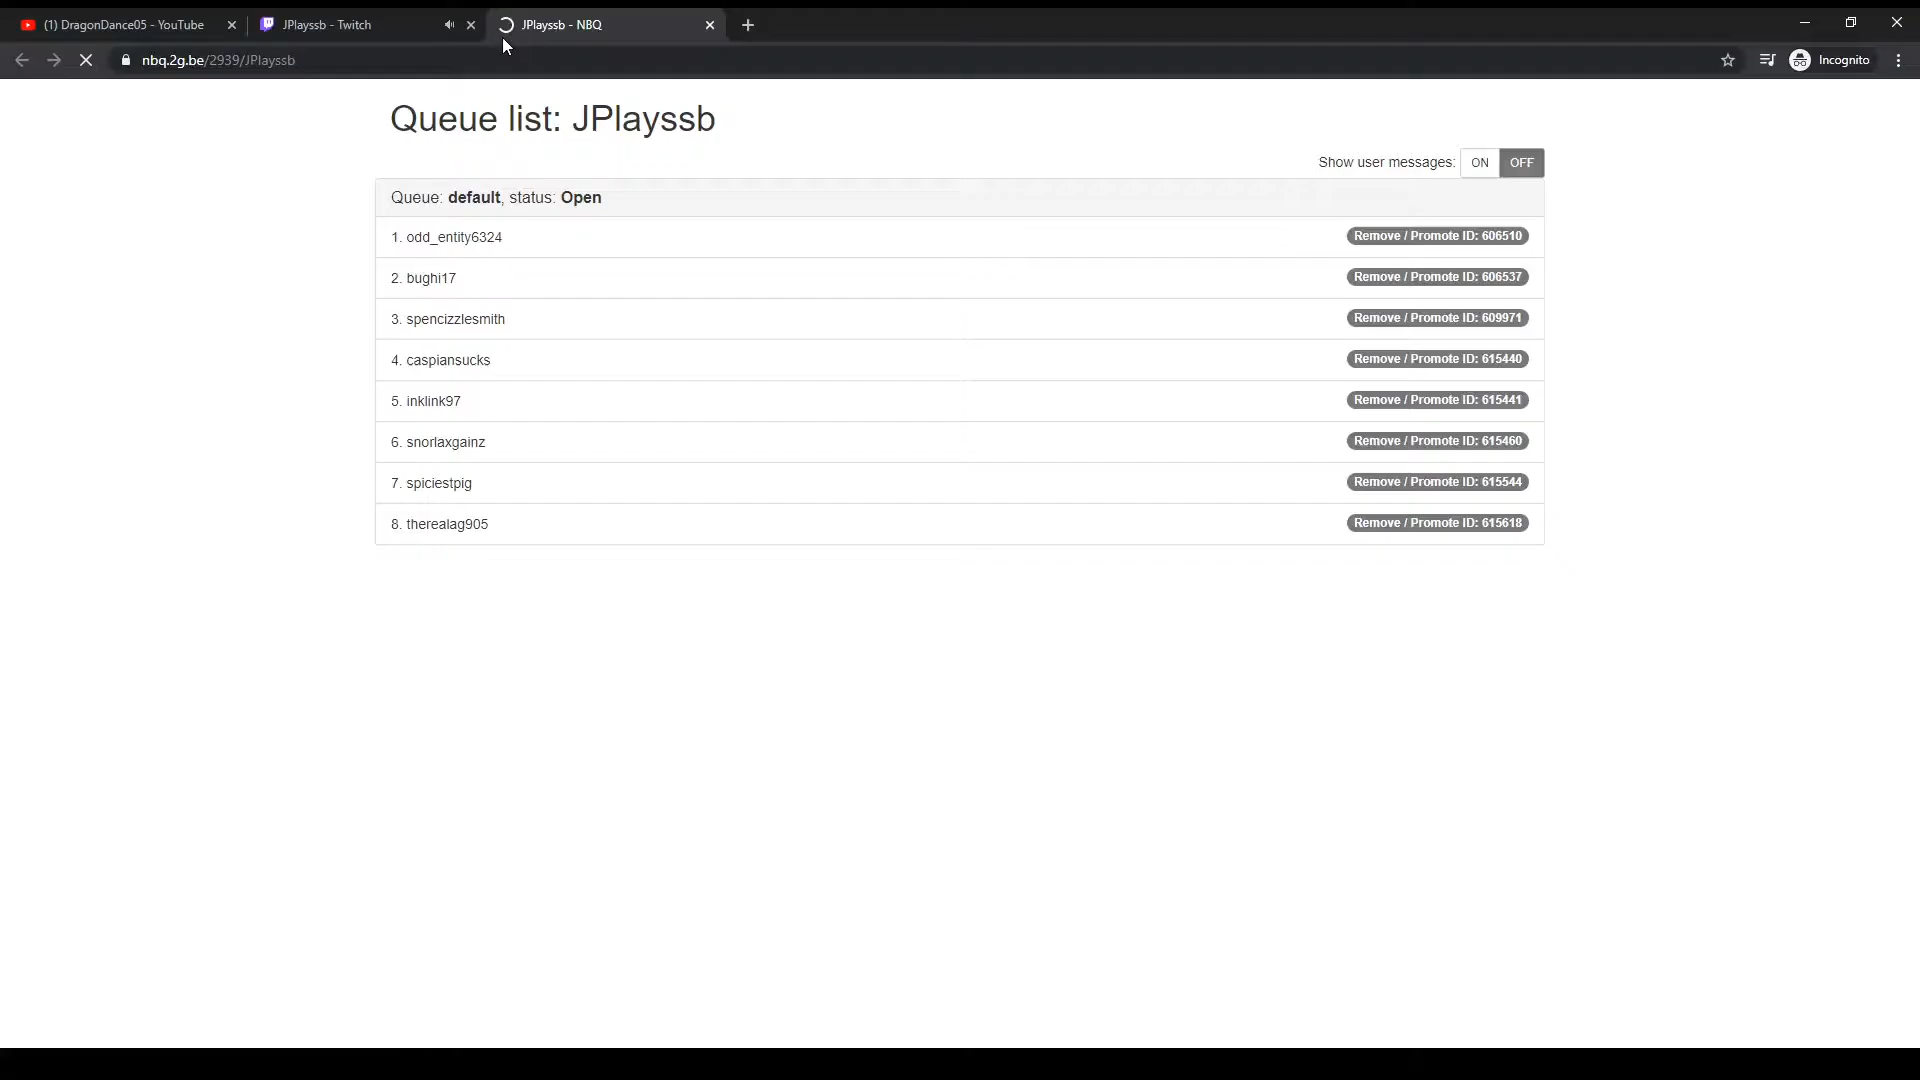 (1) DragonDance05 - YouTube
JPlayssb - Twitch
JPlayssb - NBQ
nbq.2g.be/2939/JPlayssb
Incognito
Queue list: JPlayssb
Show user messages: ON OFF
Queue: default, status: Open
1. odd_entity6324 Remove / Promote ID: 606510
2. bughi17 Remove / Promote ID: 606537
3. spencizzlesmith Remove / Promote ID: 609971
4. caspiansucks Remove / Promote ID: 615440
5. inklink97 Remove / Promote ID: 615441
6. snorlaxgainz Remove / Promote ID: 615460
7. spiciestpig Remove / Promote ID: 615544
8. therealag905 Remove / Promote ID: 615618